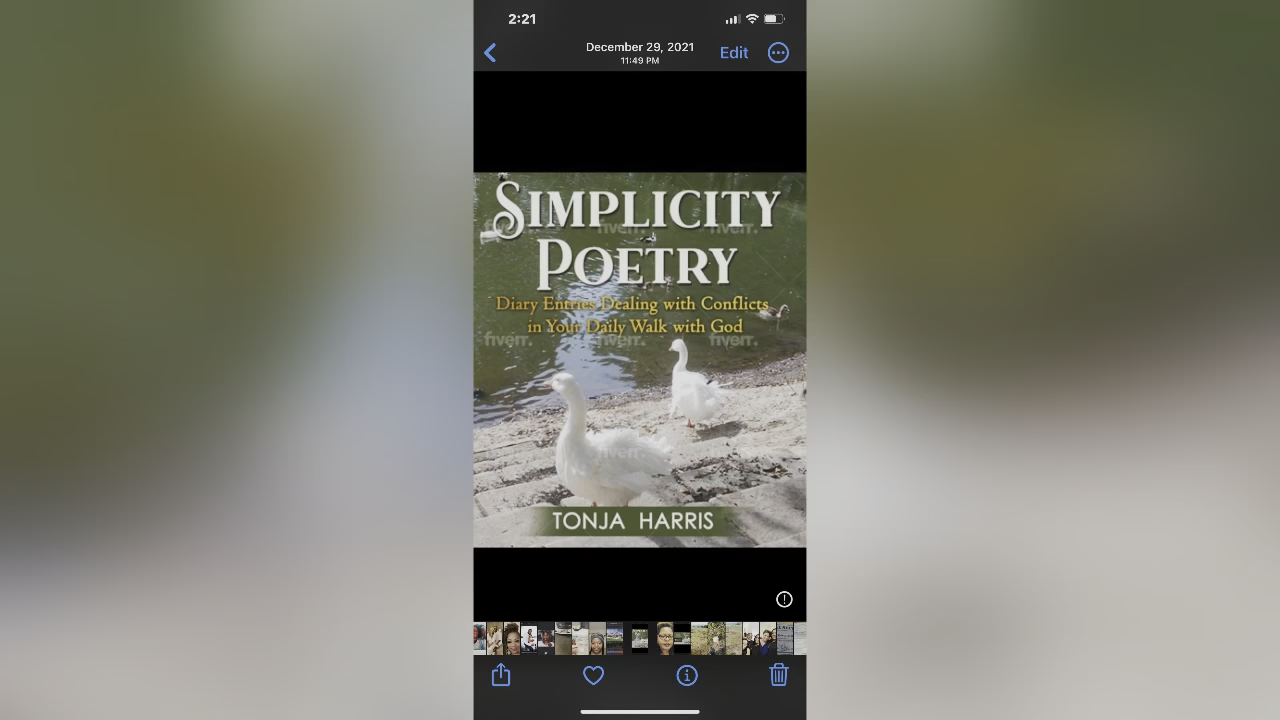 2:21
December 29, 2021
11:49 PM
Edit
SIMPLICITY
fiverr. fiverr.
POETRY
Diary Entries Dealing with Conflicts
in Your Daily Walk with God
fiverr. fiverr. fiverr.
fiverr.
TONJA HARRIS